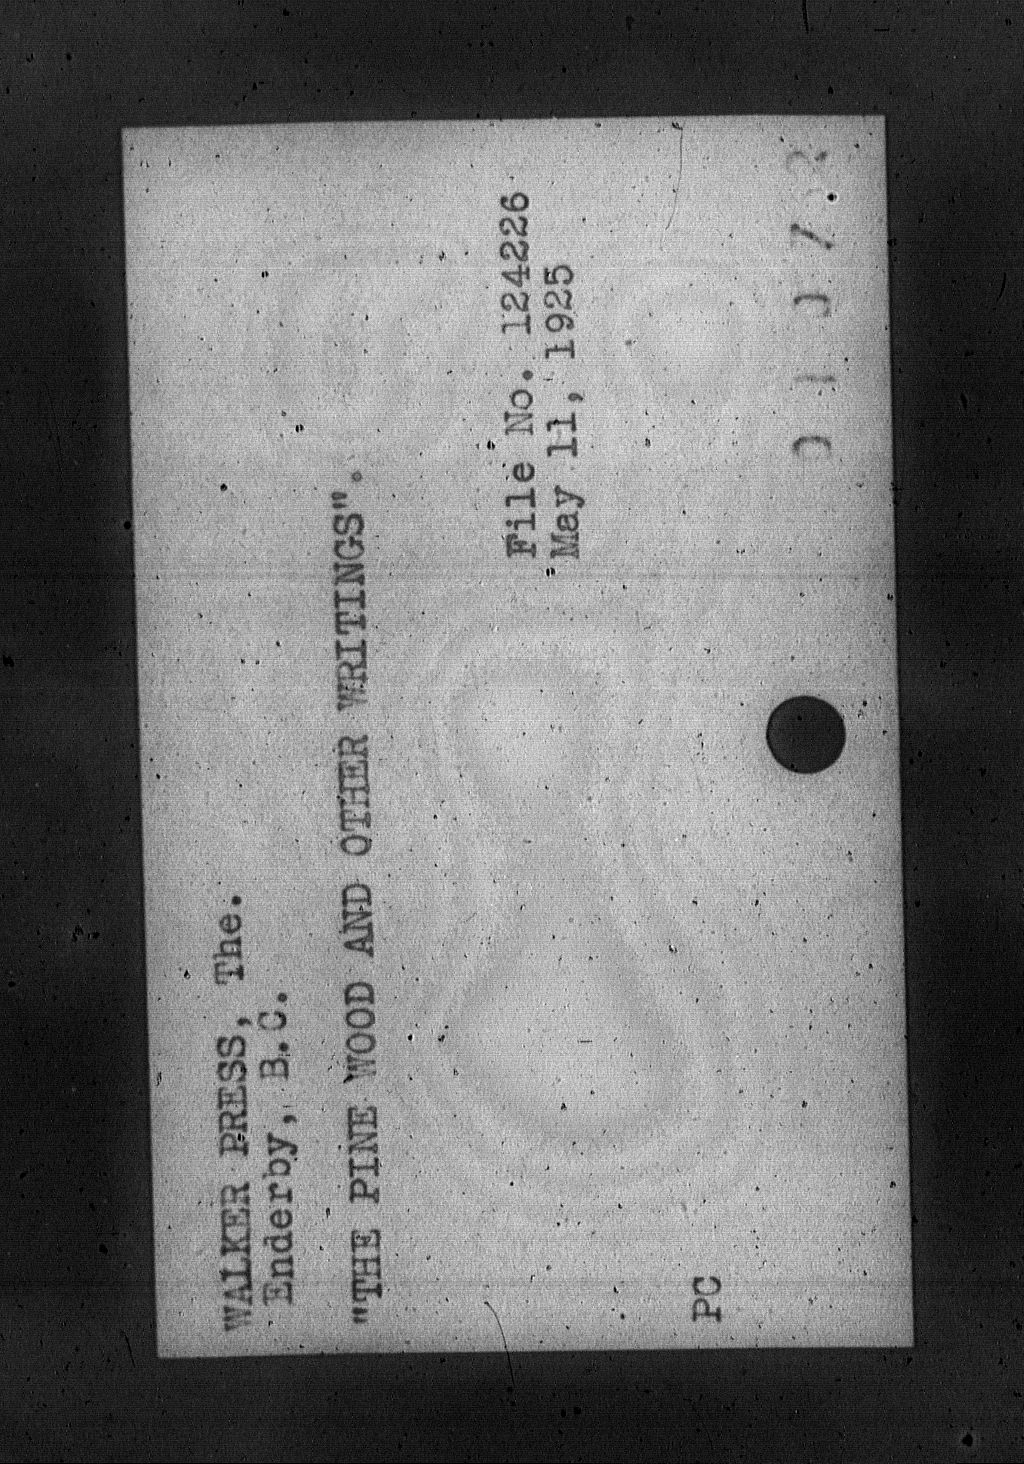 WALKER PRESS, The.
Enderby, B.C.
"THE PINE WOOD AND OTHER WRITINGS".
File No. 124226
May 11, 1925
PC